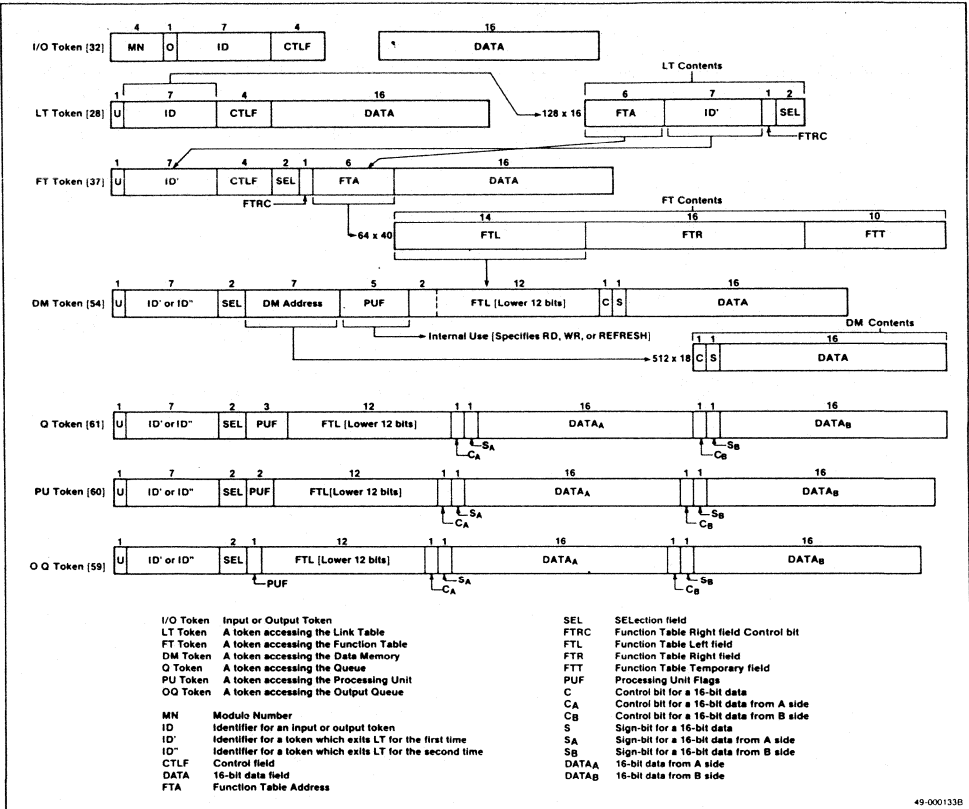 4 1 7 4 16
I/O Token [32] MN O ID CTLF DATA
LT Contents
1 7 4 16 6 7 1 2
LT Token [28] U ID CTLF DATA 128 x 16 FTA ID' SEL
FTRC
1 7 4 2 1 6 16
FT Token [37] U ID' CTLF SEL FTA DATA
FTRC
FT Contents
14 16 10
64 x 40 FTL FTR FTT
1 7 2 7 5 2 12 1 1 16
DM Token [54] U ID' or ID" SEL DM Address PUF FTL [Lower 12 bits] C S DATA
DM Contents
Internal Use [Specifies RD, WR, or REFRESH]
1 1 16
512 x 18 C S DATA
1 7 2 3 12 1 1 16 1 1 16
Q Token [61] U ID' or ID" SEL PUF FTL [Lower 12 bits] DATAA DATAB
SA SB
CA CB
1 7 2 2 12 1 1 16 1 1 16
PU Token [60] U ID' or ID" SEL PUF FTL[Lower 12 bits] DATAA DATAB
SA SB
CA CB
1 7 2 1 12 1 1 16 1 1 16
O Q Token [59] U ID' or ID" SEL FTL [Lower 12 bits] DATAA DATAB
PUF SA SB
CA CB
I/O Token Input or Output Token
LT Token A token accessing the Link Table
FT Token A token accessing the Function Table
DM Token A token accessing the Data Memory
Q Token A token accessing the Queue
PU Token A token accessing the Processing Unit
OQ Token A token accessing the Output Queue
MN Module Number
ID Identifier for an input or output token
ID' Identifier for a token which exits LT for the first time
ID" Identifier for a token which exits LT for the second time
CTLF Control field
DATA 16-bit data field
FTA Function Table Address
SEL SELection field
FTRC Function Table Right field Control bit
FTL Function Table Left field
FTR Function Table Right field
FTT Function Table Temporary field
PUF Processing Unit Flags
C Control bit for a 16-bit data
CA Control bit for a 16-bit data from A side
CB Control bit for a 16-bit data from B side
S Sign-bit for a 16-bit data
SA Sign-bit for a 16-bit data from A side
SB Sign-bit for a 16-bit data from B side
DATAA 16-bit data from A side
DATAB 16-bit data from B side
49-000133B